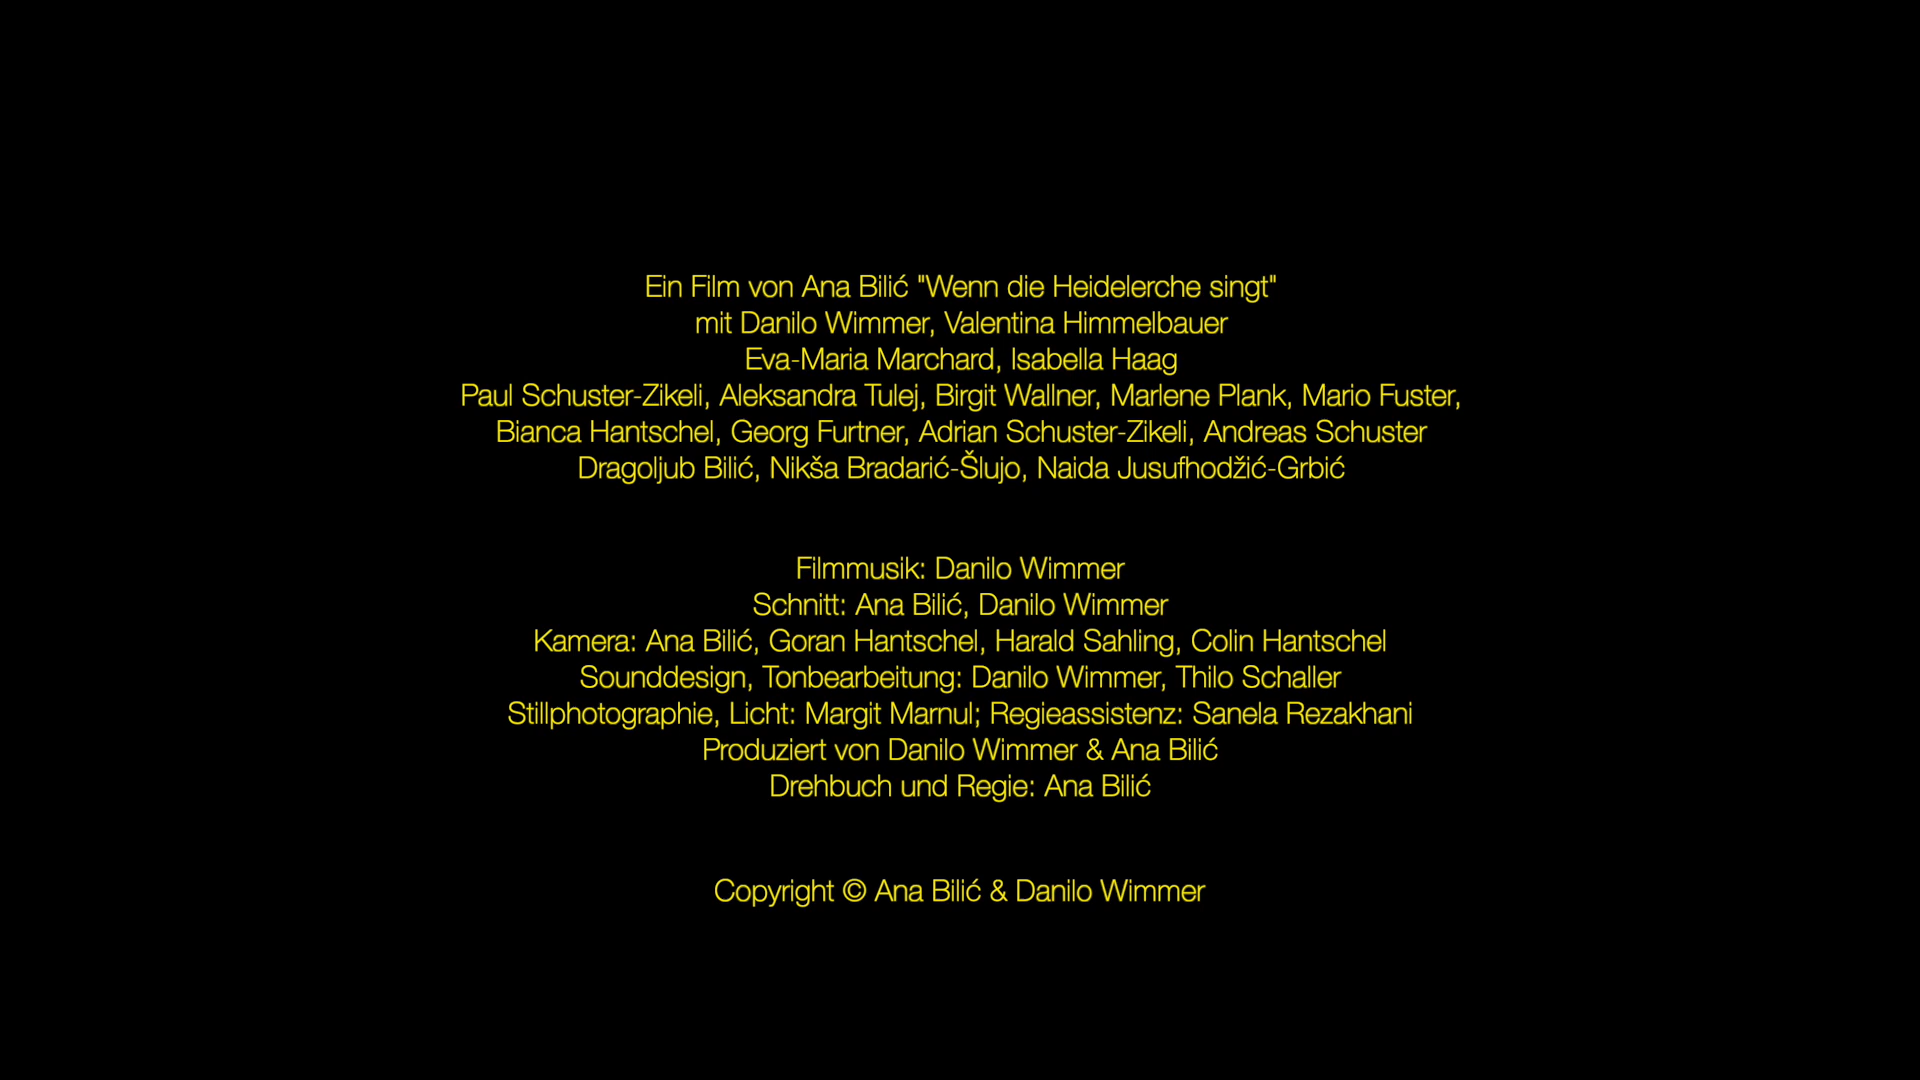 Ein Film von Ana Bilić "Wenn die Heidelerche singt"
mit Danilo Wimmer, Valentina Himmelbauer
Eva-Maria Marchard, Isabella Haag
Paul Schuster-Zikeli, Aleksandra Tulej, Birgit Wallner, Marlene Plank, Mario Fuster,
Bianca Hantschel, Georg Furtner, Adrian Schuster-Zikeli, Andreas Schuster
Dragoljub Bilić, Nikša Bradarić-Šlujo, Naida Jusufhodžić-Grbić
Filmmusik: Danilo Wimmer
Schnitt: Ana Bilić, Danilo Wimmer
Kamera: Ana Bilić, Goran Hantschel, Harald Sahling, Colin Hantschel
Sounddesign, Tonbearbeitung: Danilo Wimmer, Thilo Schaller
Stillphotographie, Licht: Margit Marnul; Regieassistenz: Sanela Rezakhani
Produziert von Danilo Wimmer & Ana Bilić
Drehbuch und Regie: Ana Bilić
Copyright © Ana Bilić & Danilo Wimmer